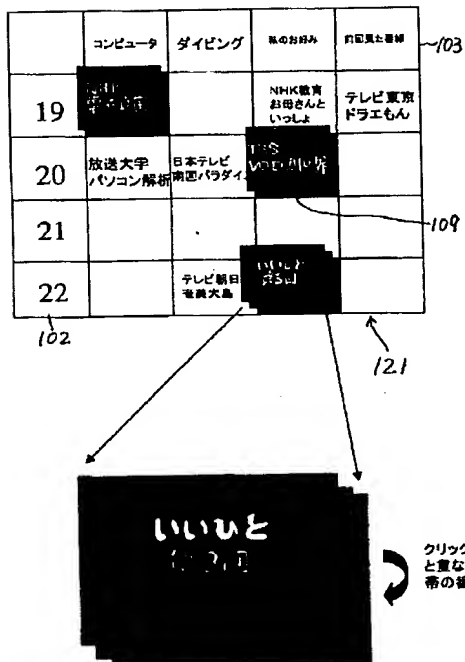 コンピュータ
ダイビング
私のお好み
前回見た番組
103
19
NHK教育
お母さんと
いっしょ
テレビ東京
ドラえもん
20
放送大学
パソコン解析
日本テレビ
南国パラダイ
109
21
22
テレビ朝日
奄美大島
いいひと
102
121
いいひと
クリック
と重な
帯の番